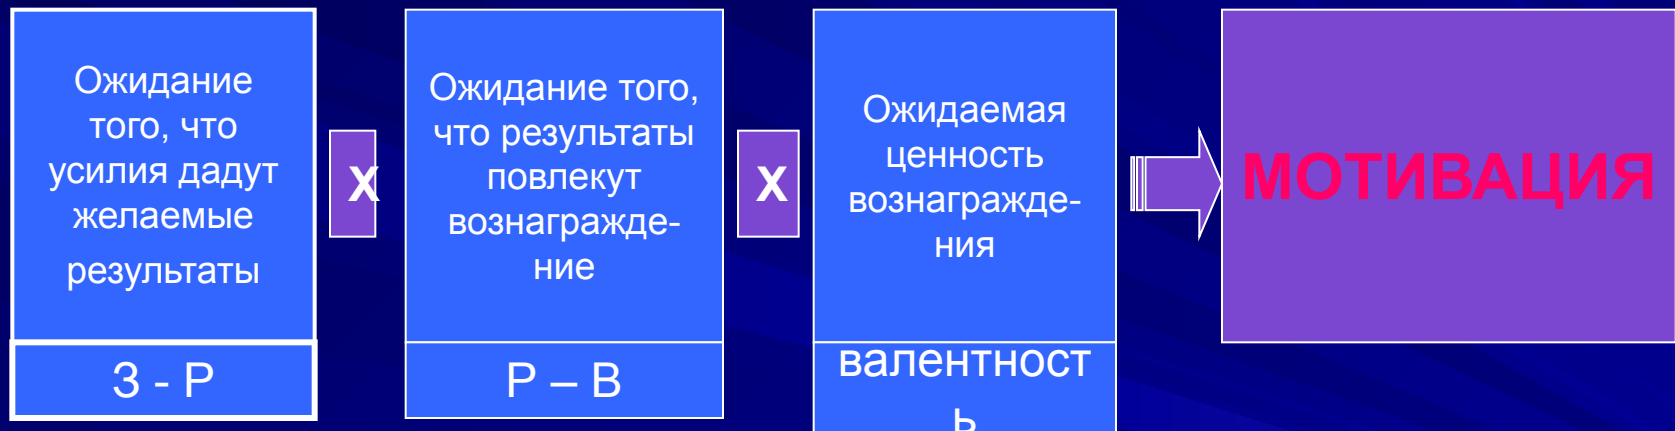 Ожидание
того, что
усилия дадут
желаемые
результаты
З - Р
X
Ожидание того,
что результаты
повлекут
вознагражде-
ние
Р – В
X
Ожидаемая
ценность
вознагражде-
ния
валентност
ь
МОТИВАЦИЯ